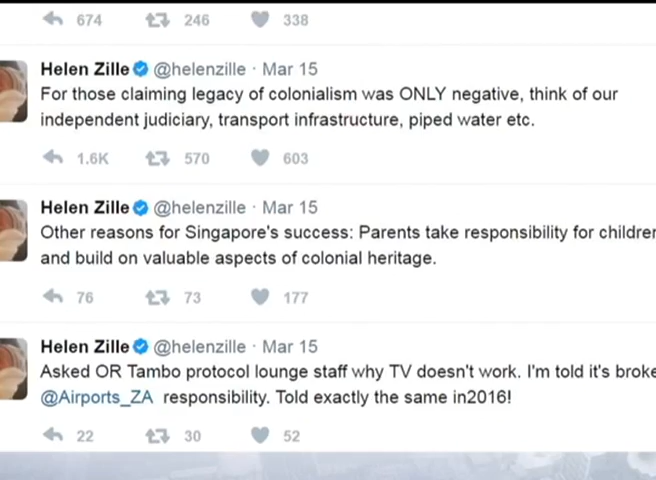 674 246 338
Helen Zille @helenzille · Mar 15
For those claiming legacy of colonialism was ONLY negative, think of our
independent judiciary, transport infrastructure, piped water etc.
1.6K 570 603
Helen Zille @helenzille · Mar 15
Other reasons for Singapore's success: Parents take responsibility for children
and build on valuable aspects of colonial heritage.
76 73 177
Helen Zille @helenzille · Mar 15
Asked OR Tambo protocol lounge staff why TV doesn't work. I'm told it's broke
@Airports_ZA responsibility. Told exactly the same in2016!
22 30 52